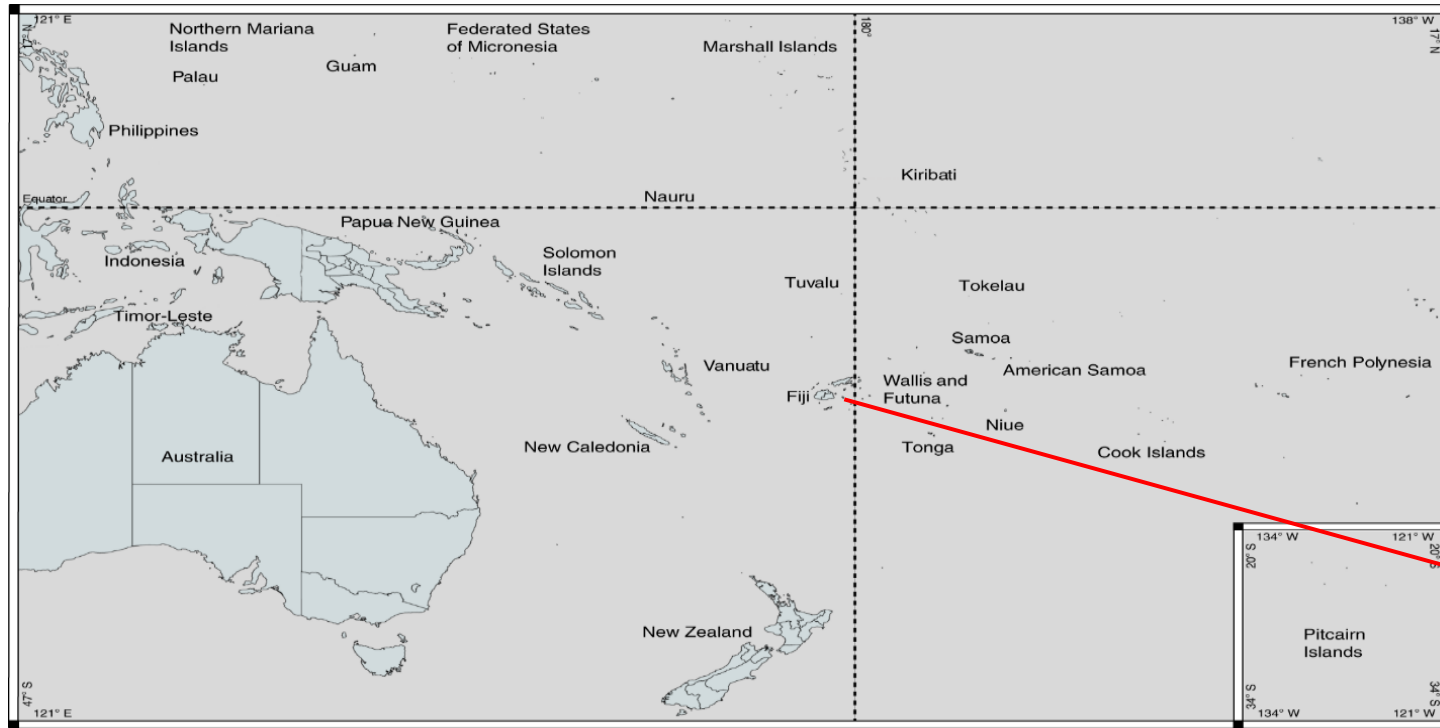 121° E
17° N
Northern Mariana
Islands
Federated States
of Micronesia
Marshall Islands
180°
138° W
17° N
Palau
Guam
Philippines
Kiribati
Equator
Nauru
Papua New Guinea
Indonesia
Solomon
Islands
Tuvalu
Tokelau
Timor-Leste
Samoa
Vanuatu
American Samoa
French Polynesia
Fiji
Wallis and
Futuna
Niue
New Caledonia
Tonga
Cook Islands
Australia
134° W
121° W
20° S
20° S
New Zealand
Pitcairn
Islands
47° S
121° E
34° S
34° S
134° W
121° W